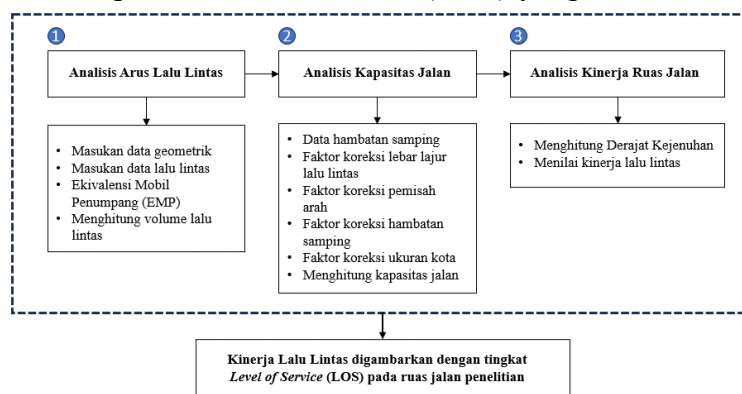 1
Analisis Arus Lalu Lintas
• Masukan data geometrik
• Masukan data lalu lintas
• Ekivalensi Mobil
Penumpang (EMP)
• Menghitung volume lalu
lintas
2
Analisis Kapasitas Jalan
• Data hambatan samping
• Faktor koreksi lebar lajur
lalu lintas
• Faktor koreksi pemisah
arah
• Faktor koreksi hambatan
samping
• Faktor koreksi ukuran kota
• Menghitung kapasitas jalan
3
Analisis Kinerja Ruas Jalan
• Menghitung Derajat Kejenuhan
• Menilai kinerja lalu lintas
Kinerja Lalu Lintas digambarkan dengan tingkat
Level of Service (LOS) pada ruas jalan penelitian